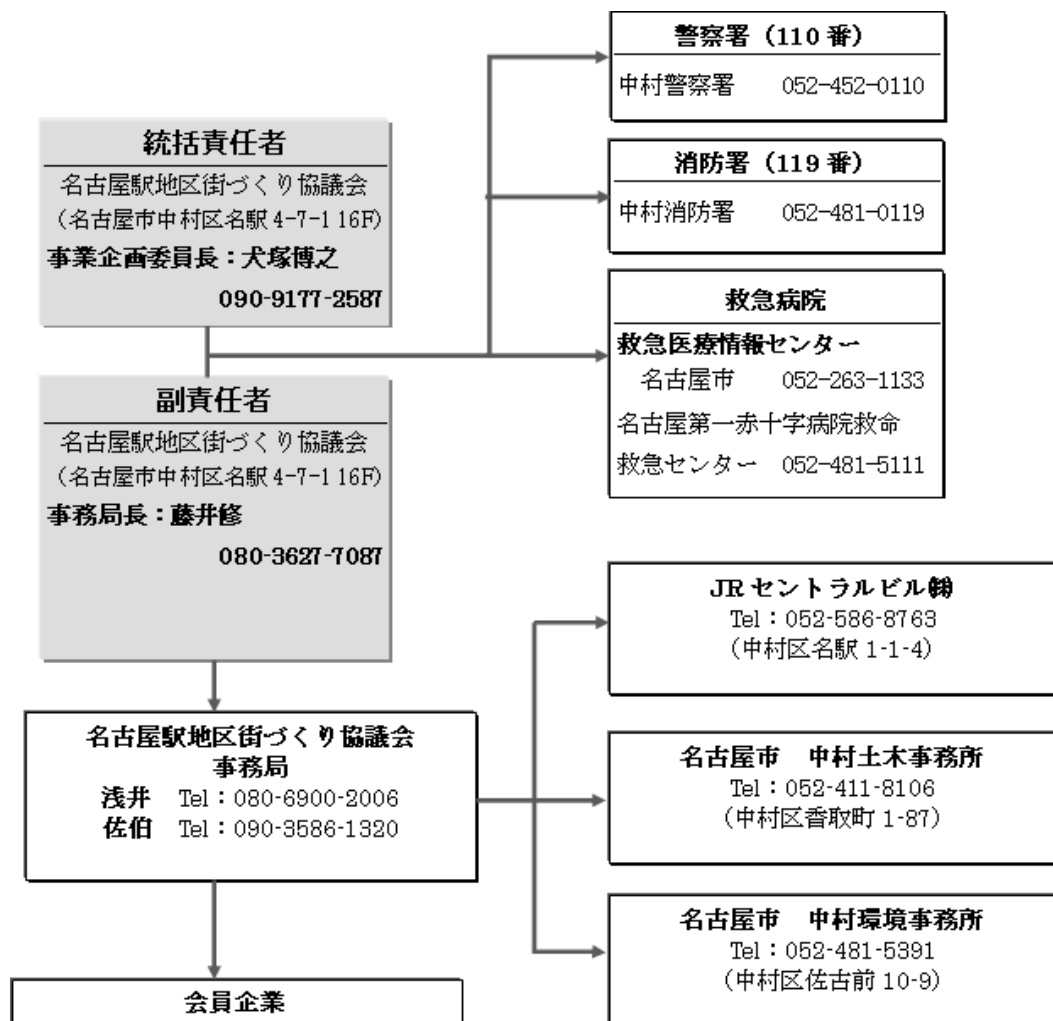 統括責任者
名古屋駅地区街づくり協議会
(名古屋市中村区名駅 4-7-1 16F)
事業企画委員長：犬塚博之
090-9177-2587
副責任者
名古屋駅地区街づくり協議会
(名古屋市中村区名駅 4-7-1 16F)
事務局長：藤井修
080-3627-7087
名古屋駅地区街づくり協議会
事務局
浅井　Tel：080-6900-2006
佐伯　Tel：090-3586-1320
会員企業
警察署（110 番）
中村警察署　052-452-0110
消防署（119 番）
中村消防署　052-481-0119
救急病院
救急医療情報センター
名古屋市　052-263-1133
名古屋第一赤十字病院救命
救急センター　052-481-5111
JR セントラルビル㈱
Tel：052-586-8763
(中村区名駅 1-1-4)
名古屋市　中村土木事務所
Tel：052-411-8106
(中村区香取町 1-87)
名古屋市　中村環境事務所
Tel：052-481-5391
(中村区佐古前 10-9)